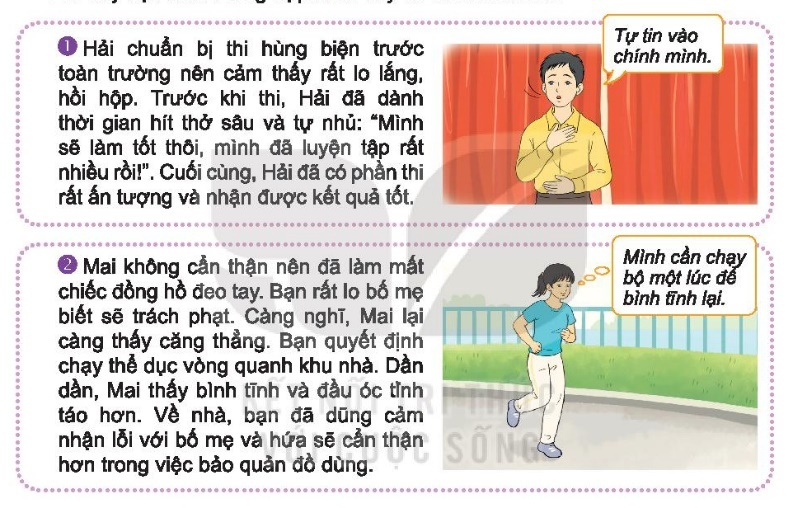 1 Hải chuẩn bị thi hùng biện trước
toàn trường nên cảm thấy rất lo lắng,
hồi hộp. Trước khi thi, Hải đã dành
thời gian hít thở sâu và tự nhủ: “Mình
sẽ làm tốt thôi, mình đã luyện tập rất
nhiều rồi!”. Cuối cùng, Hải đã có phần thi
rất ấn tượng và nhận được kết quả tốt.
Tự tin vào
chính mình.
2 Mai không cẩn thận nên đã làm mất
chiếc đồng hồ đeo tay. Bạn rất lo bố mẹ
biết sẽ trách phạt. Càng nghĩ, Mai lại
càng thấy căng thẳng. Bạn quyết định
chạy thể dục vòng quanh khu nhà. Dần
dần, Mai thấy bình tĩnh và đầu óc tỉnh
táo hơn. Về nhà, bạn đã dũng cảm
nhận lỗi với bố mẹ và hứa sẽ cẩn thận
hơn trong việc bảo quản đồ dùng.
Mình cần chạy
bộ một lúc để
bình tĩnh lại.
KẾT NỐI TRI THỨC
VỚI CUỘC SỐNG